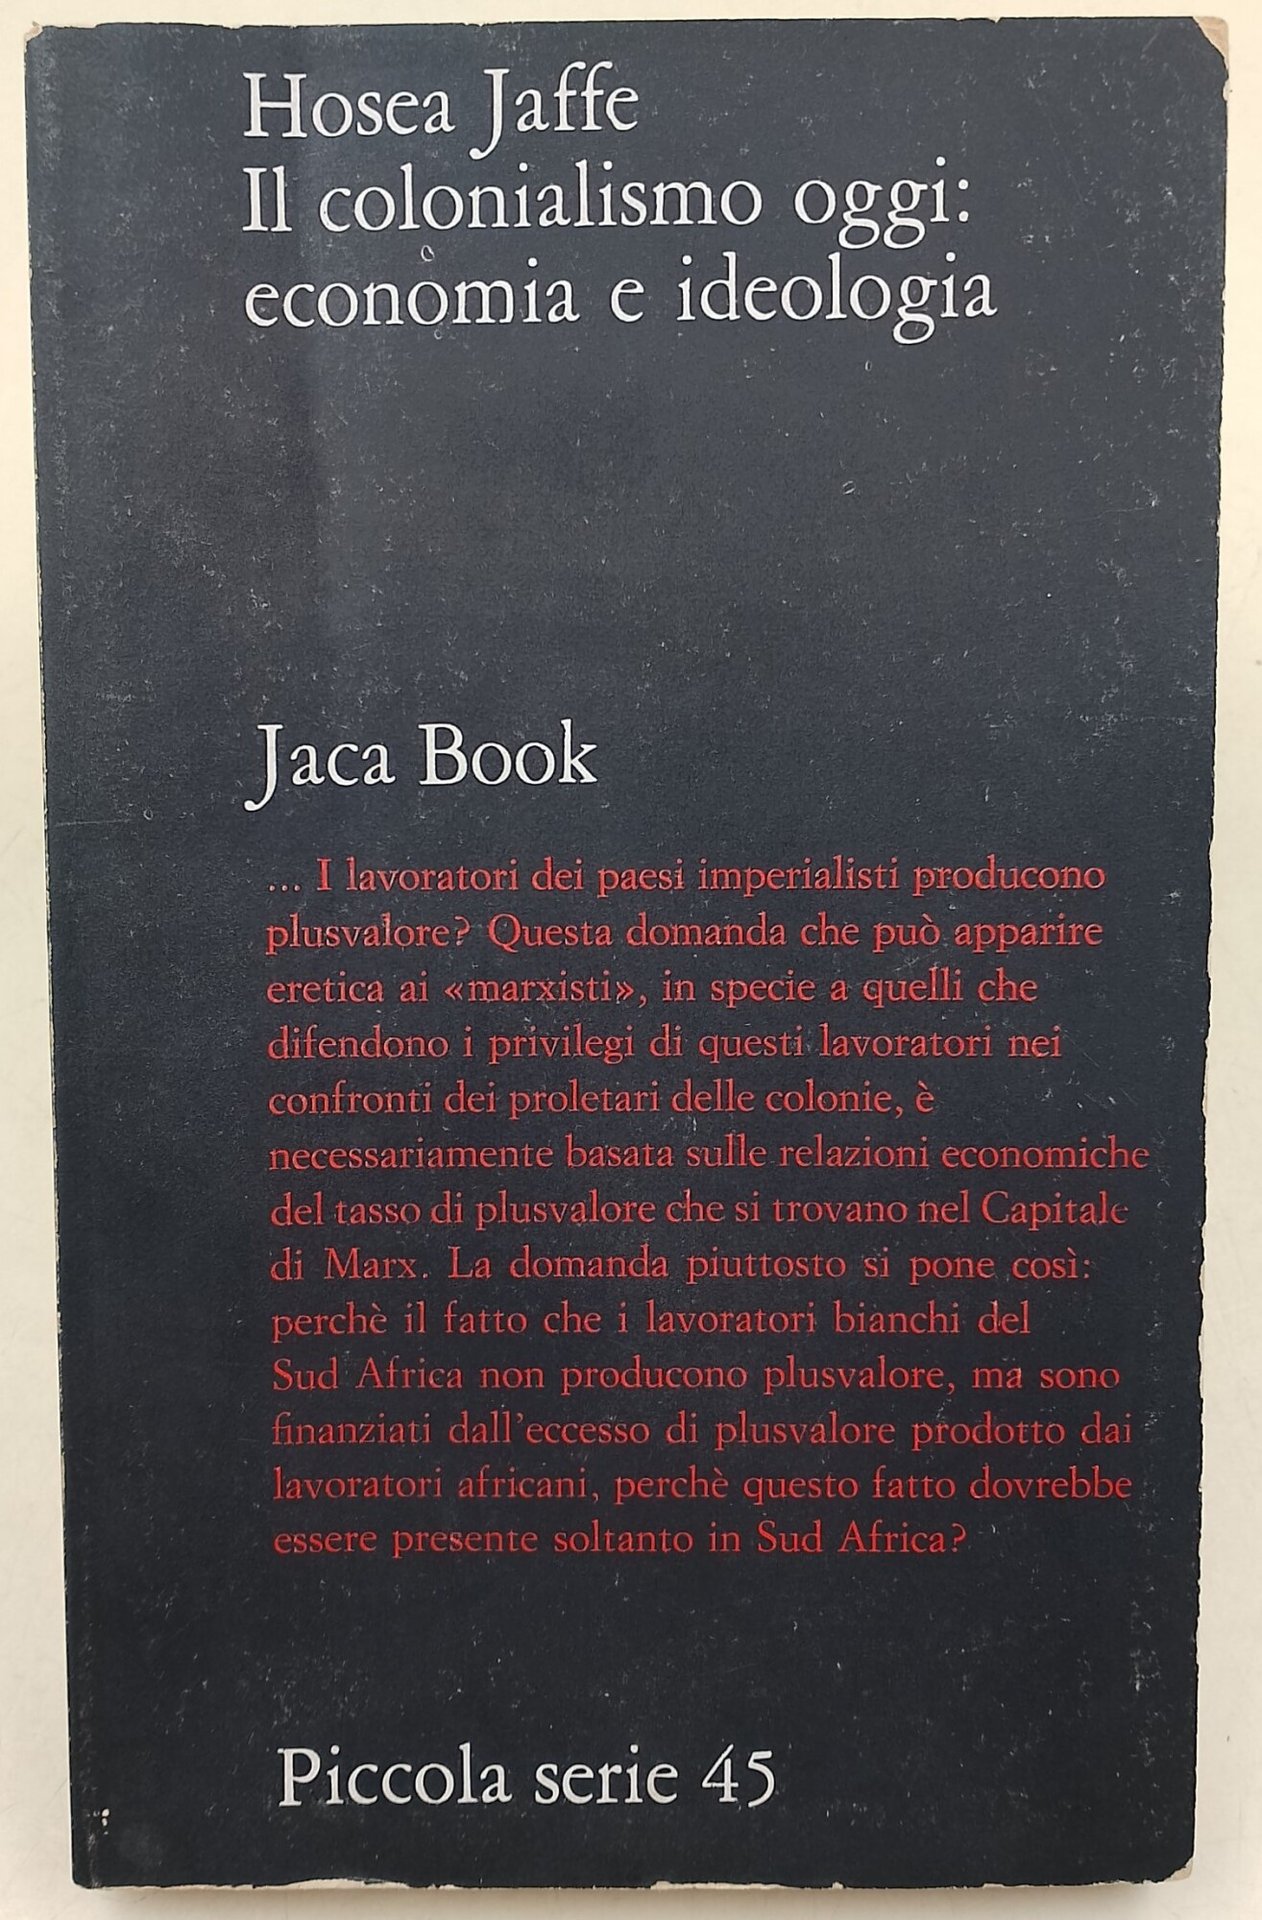 Hosea Jaffe
Il colonialismo oggi:
economia e ideologia
Jaca Book
... I lavoratori dei paesi imperialisti producono
plusvalore? Questa domanda che può apparire
eretica ai «marxisti», in specie a quelli che
difendono i privilegi di questi lavoratori nei
confronti dei proletari delle colonie, è
necessariamente basata sulle relazioni economiche
del tasso di plusvalore che si trovano nel Capitale
di Marx. La domanda piuttosto si pone così:
perchè il fatto che i lavoratori bianchi del
Sud Africa non producono plusvalore, ma sono
finanziati dall'eccesso di plusvalore prodotto dai
lavoratori africani, perchè questo fatto dovrebbe
essere presente soltanto in Sud Africa?
Piccola serie 45